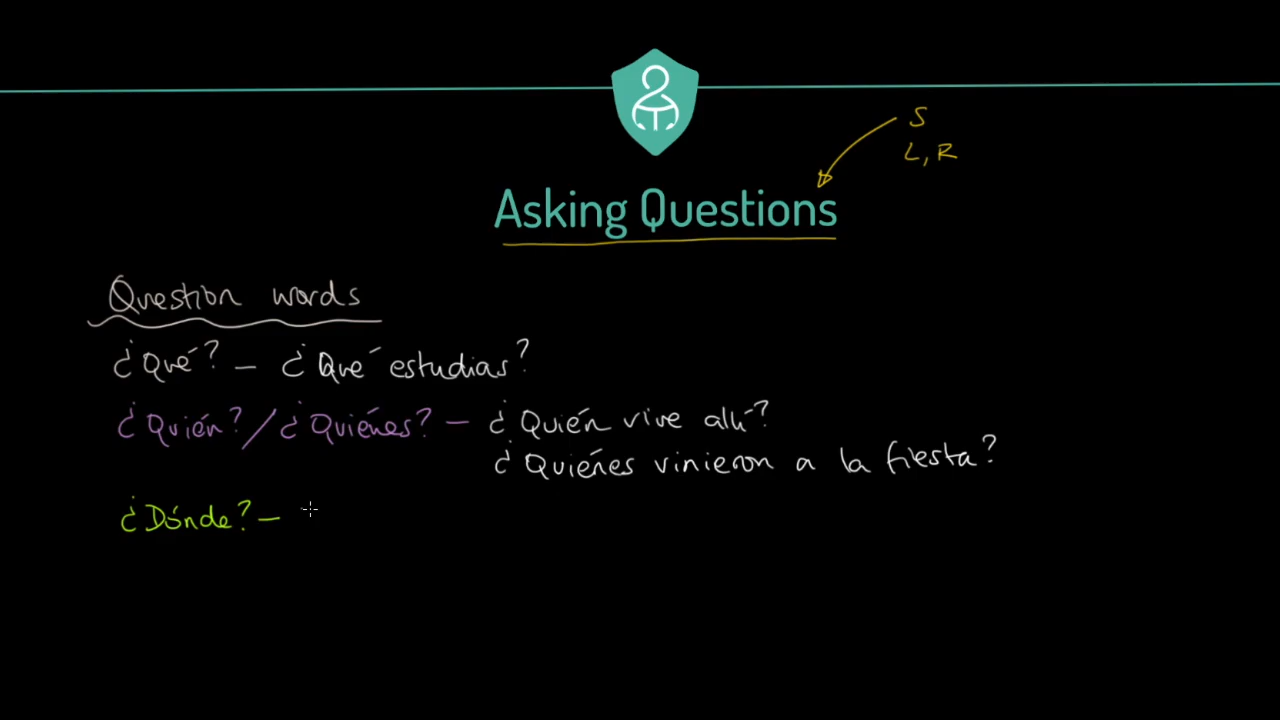 S
L, R
Asking Questions
Question words
¿Qué? – ¿Qué estudias?
¿Quién? / ¿Quiénes? – ¿Quién vive allí?
¿Quiénes vinieron a la fiesta?
¿Dónde? –